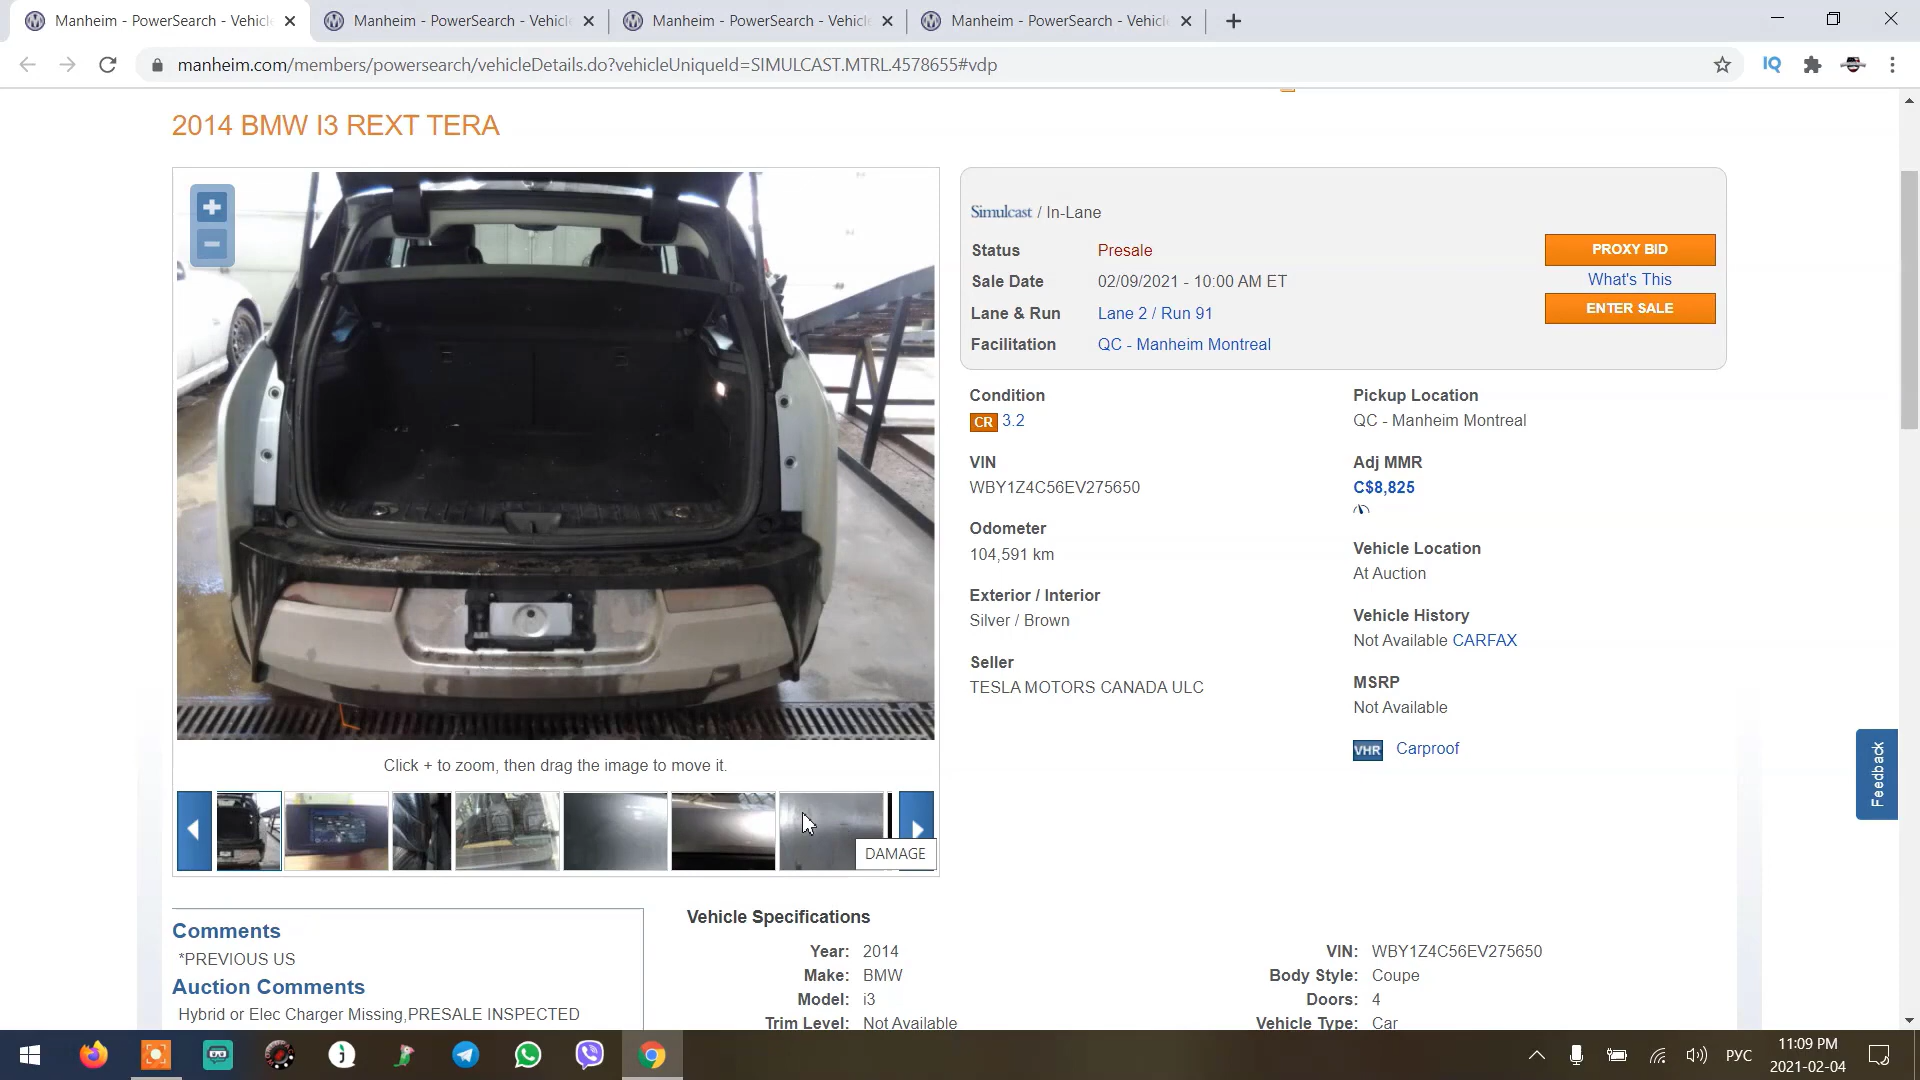 Manheim - PowerSearch - Vehicle
Manheim - PowerSearch - Vehicle
Manheim - PowerSearch - Vehicle
Manheim - PowerSearch - Vehicle
manheim.com/members/powersearch/vehicleDetails.do?vehicleUniqueId=SIMULCAST.MTRL.4578655#vdp
IQ
2014 BMW I3 REXT TERA
Simulcast / In-Lane
Status Presale
PROXY BID
Sale Date 02/09/2021 - 10:00 AM ET
What's This
Lane & Run Lane 2 / Run 91
ENTER SALE
Facilitation QC - Manheim Montreal
Condition
CR 3.2
VIN
WBY1Z4C56EV275650
Odometer
104,591 km
Exterior / Interior
Silver / Brown
Seller
TESLA MOTORS CANADA ULC
Pickup Location
QC - Manheim Montreal
Adj MMR
C$8,825
Vehicle Location
At Auction
Vehicle History
Not Available CARFAX
MSRP
Not Available
VHR Carproof
Feedback
Click + to zoom, then drag the image to move it.
DAMAGE
Comments
*PREVIOUS US
Auction Comments
Hybrid or Elec Charger Missing,PRESALE INSPECTED
Vehicle Specifications
Year: 2014
Make: BMW
Model: i3
Trim Level: Not Available
VIN: WBY1Z4C56EV275650
Body Style: Coupe
Doors: 4
Vehicle Type: Car
РУС
11:09 PM
2021-02-04